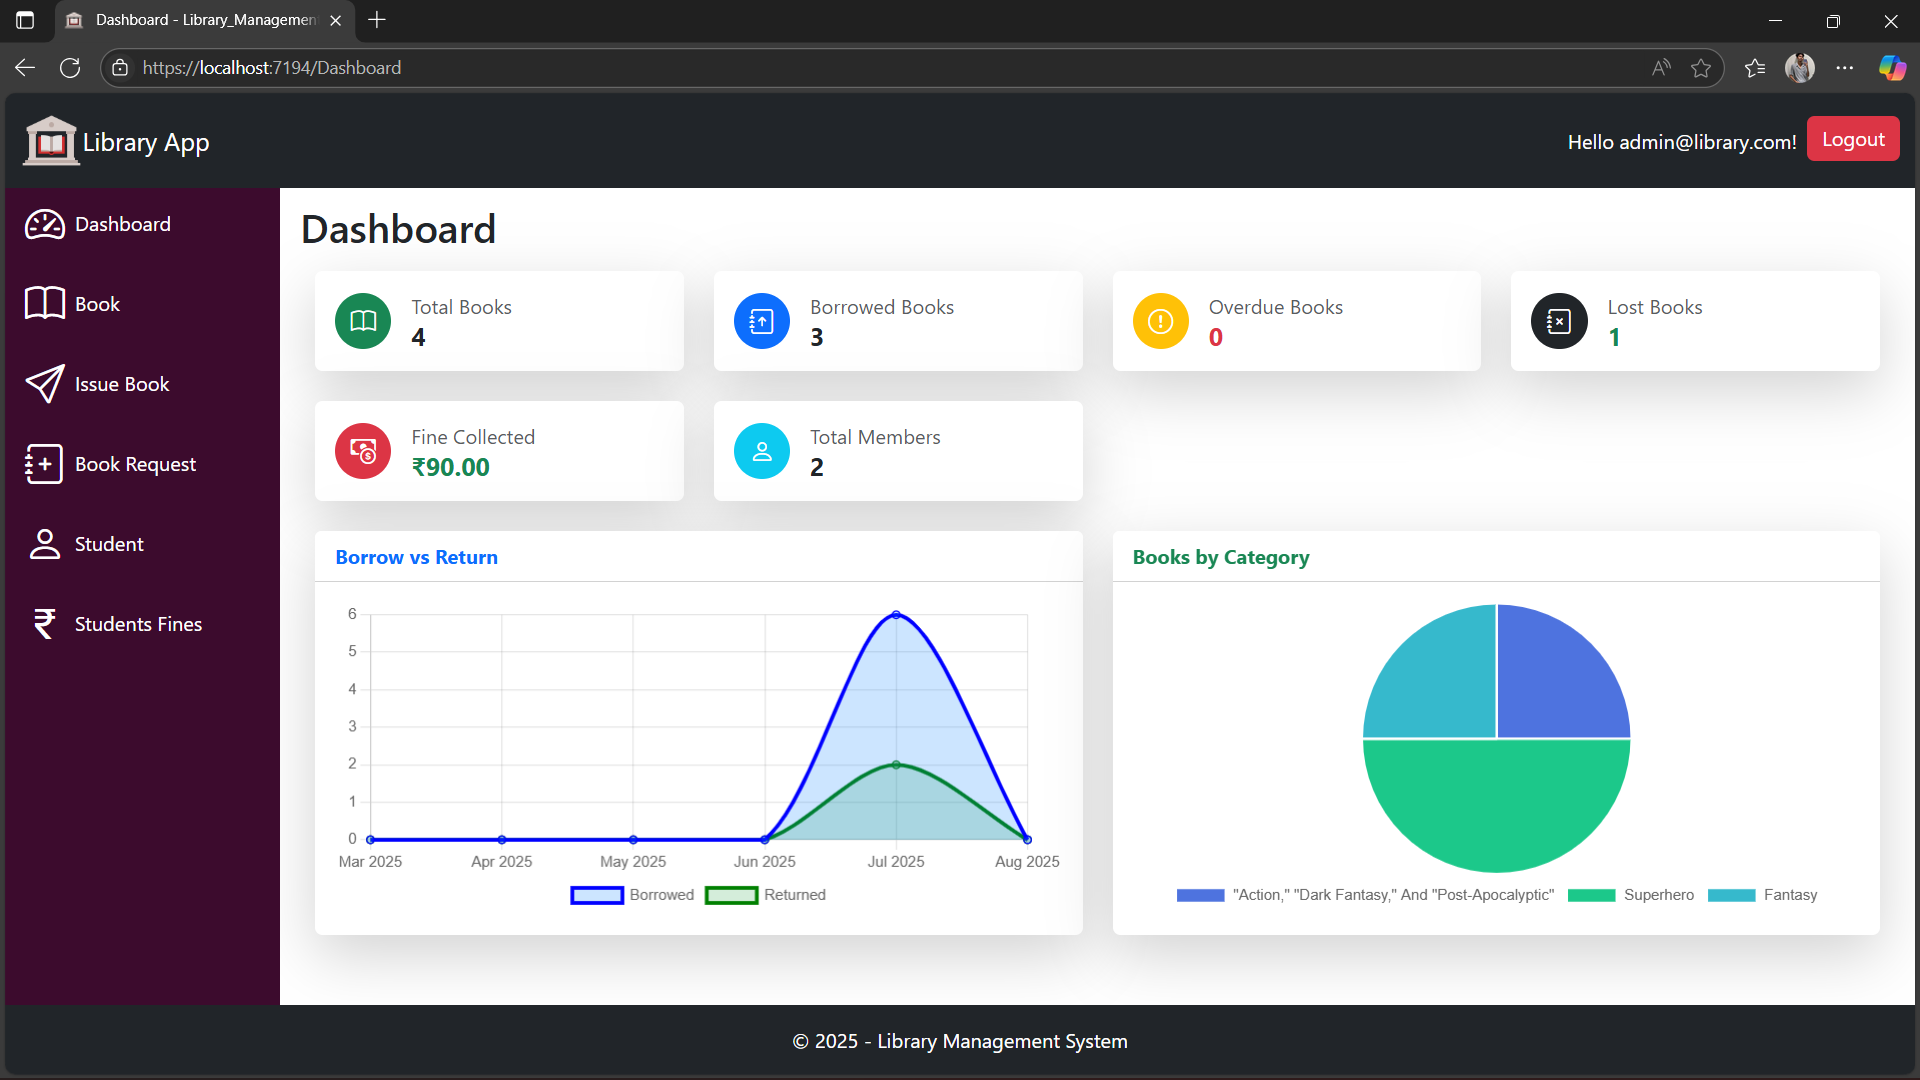 Dashboard - Library_Managemen
https://localhost:7194/Dashboard
Library App
Hello admin@library.com!
Logout
Dashboard
Book
Issue Book
Book Request
Student
Students Fines
Dashboard
Total Books
4
Borrowed Books
3
Overdue Books
0
Lost Books
1
Fine Collected
₹90.00
Total Members
2
Borrow vs Return
6
5
4
3
2
1
0
Mar 2025 Apr 2025 May 2025 Jun 2025 Jul 2025 Aug 2025
Borrowed Returned
Books by Category
"Action," "Dark Fantasy," And "Post-Apocalyptic" Superhero Fantasy
© 2025 - Library Management System